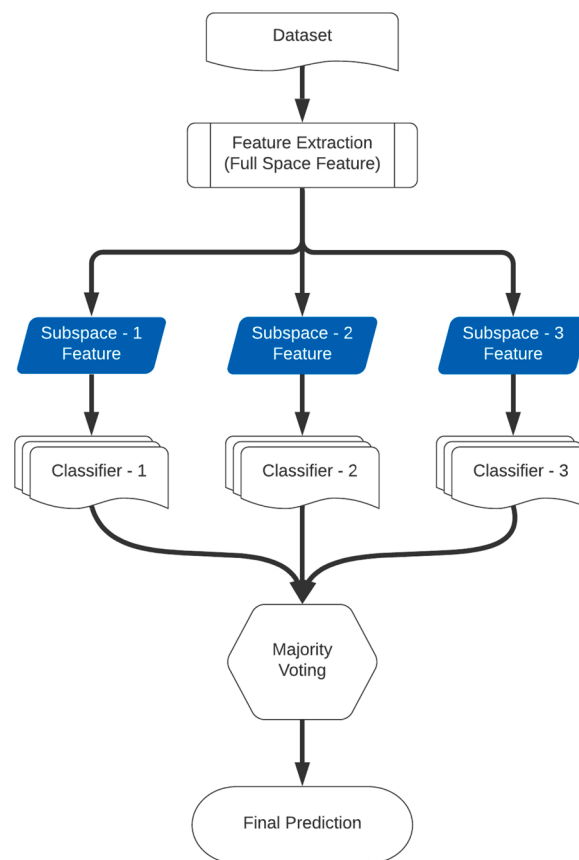 Dataset
Feature Extraction
(Full Space Feature)
Subspace - 1
Feature
Subspace - 2
Feature
Subspace - 3
Feature
Classifier - 1
Classifier - 2
Classifier - 3
Majority
Voting
Final Prediction